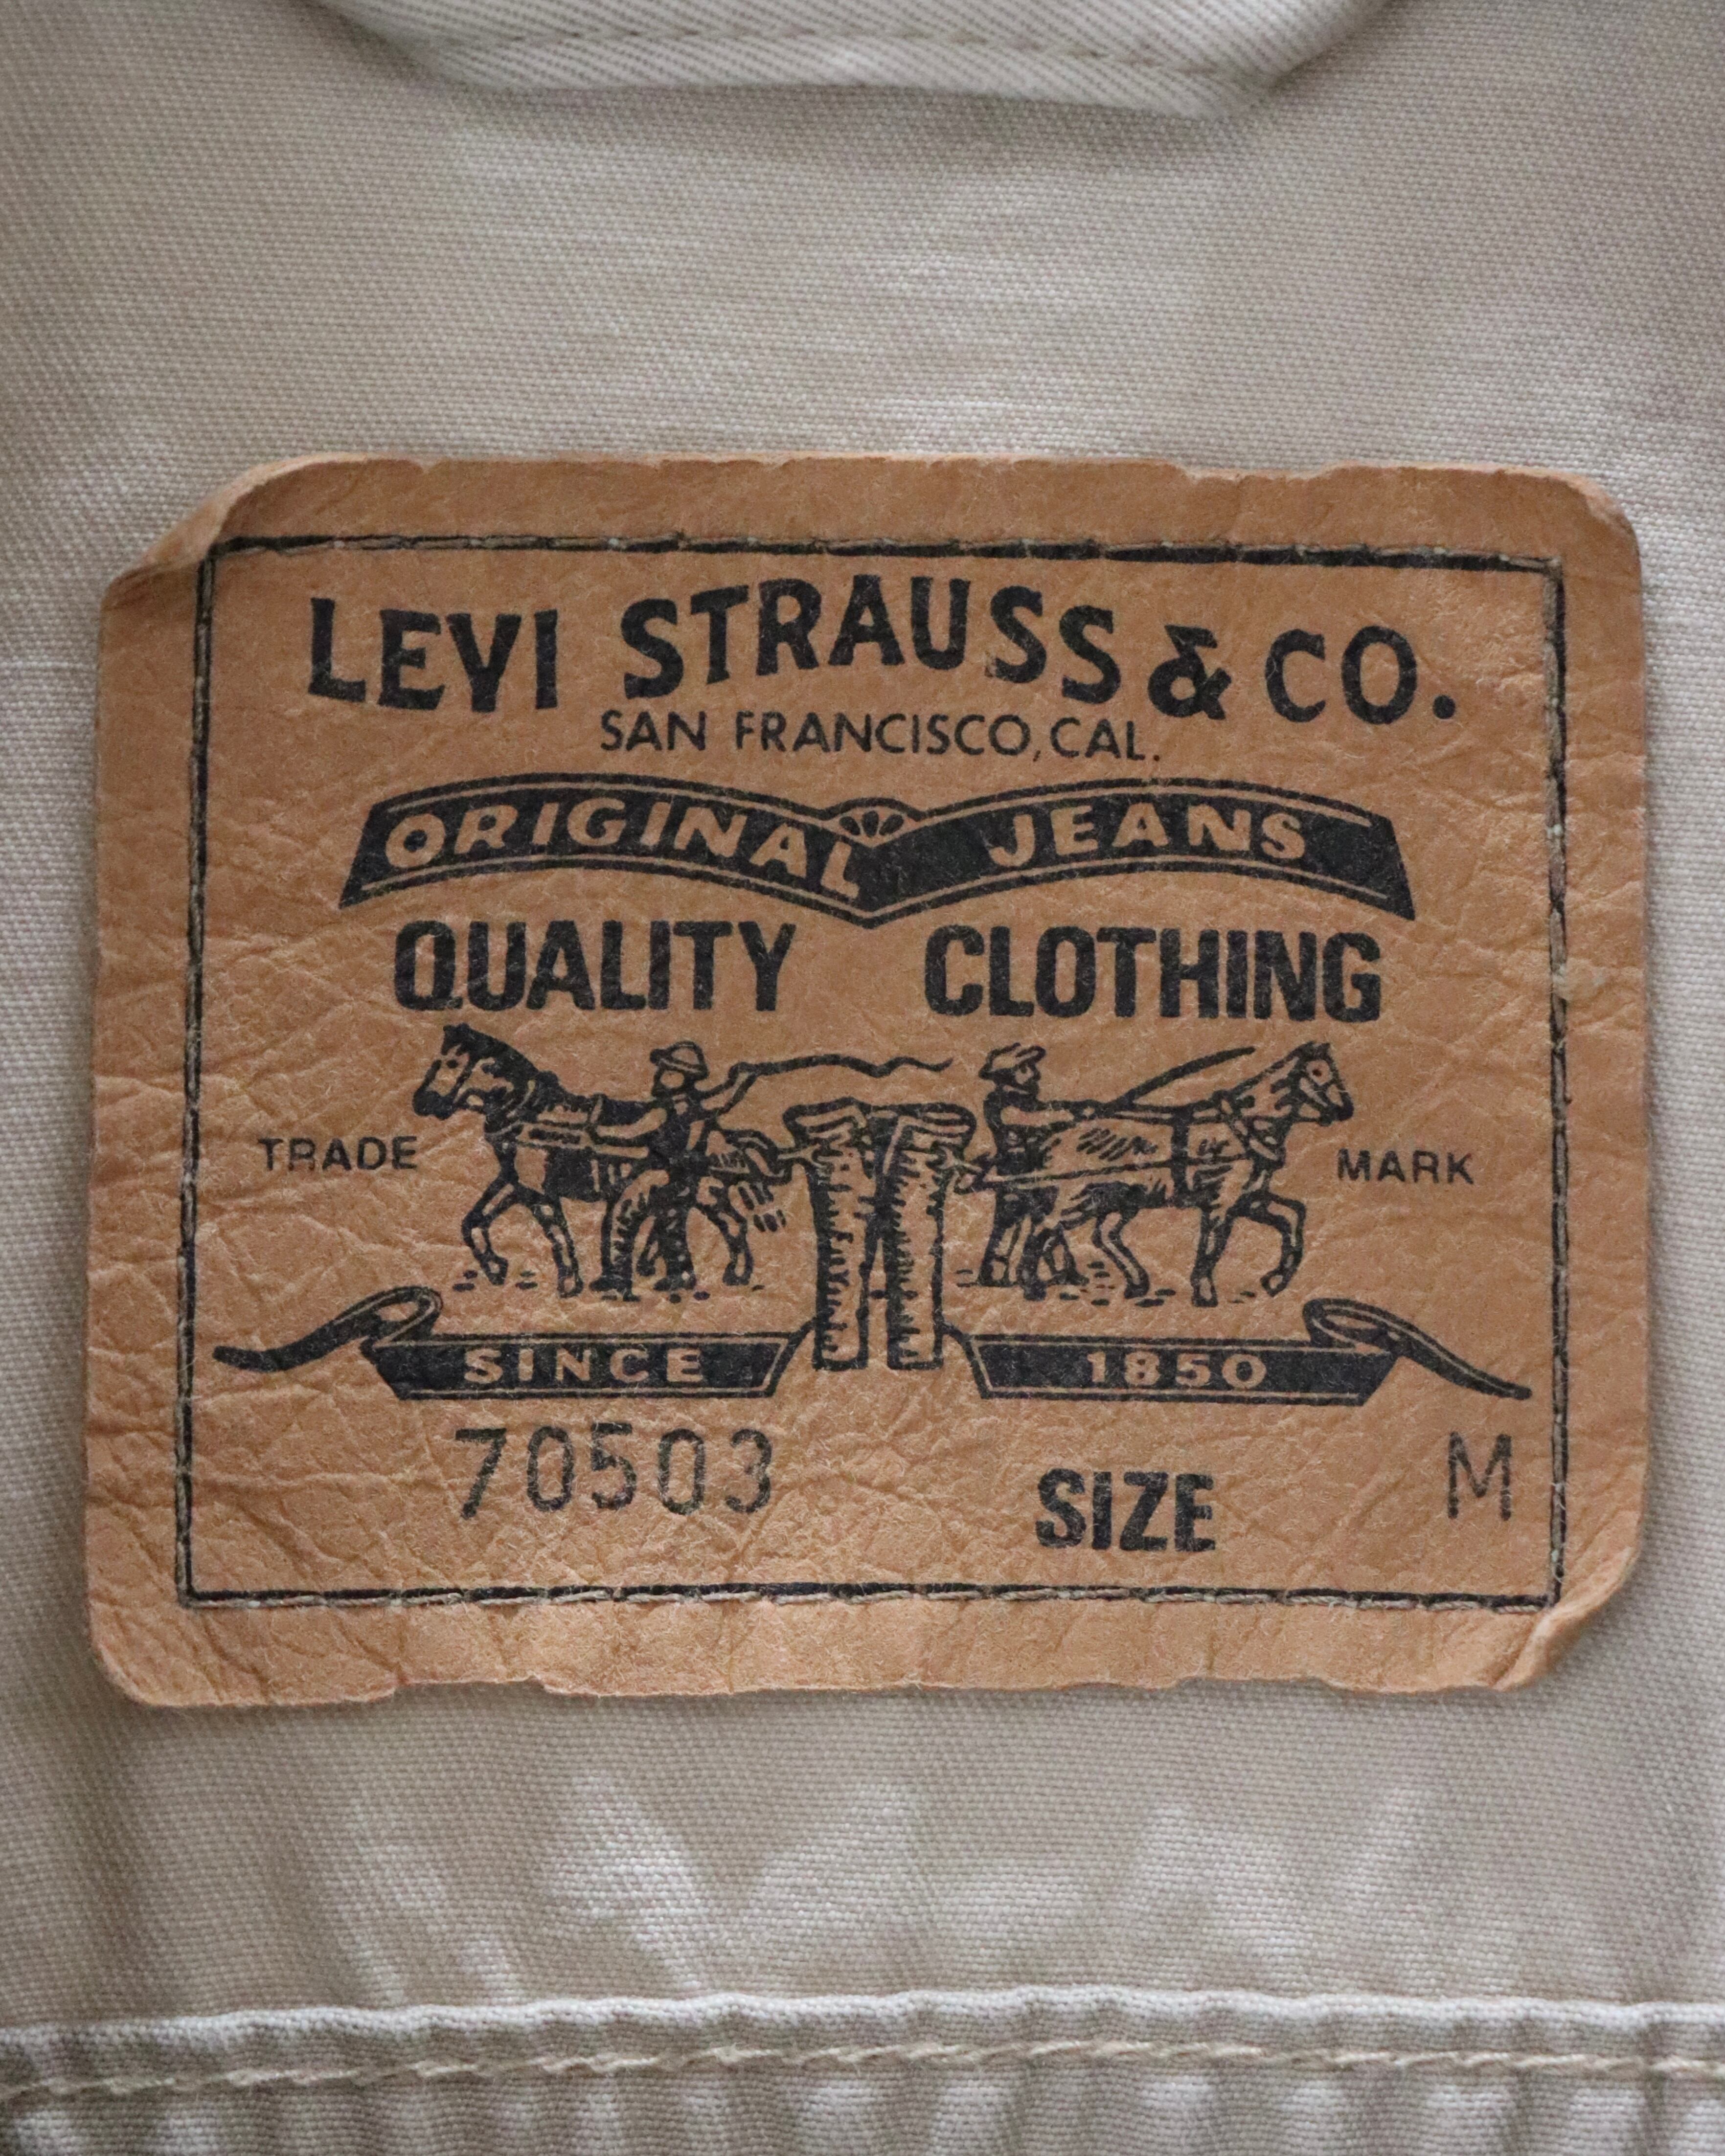 LEVI STRAUSS & CO.
SAN FRANCISCO, CAL.
ORIGINAL JEANS
QUALITY CLOTHING
TRADE MARK
SINCE 1850
70503 SIZE M